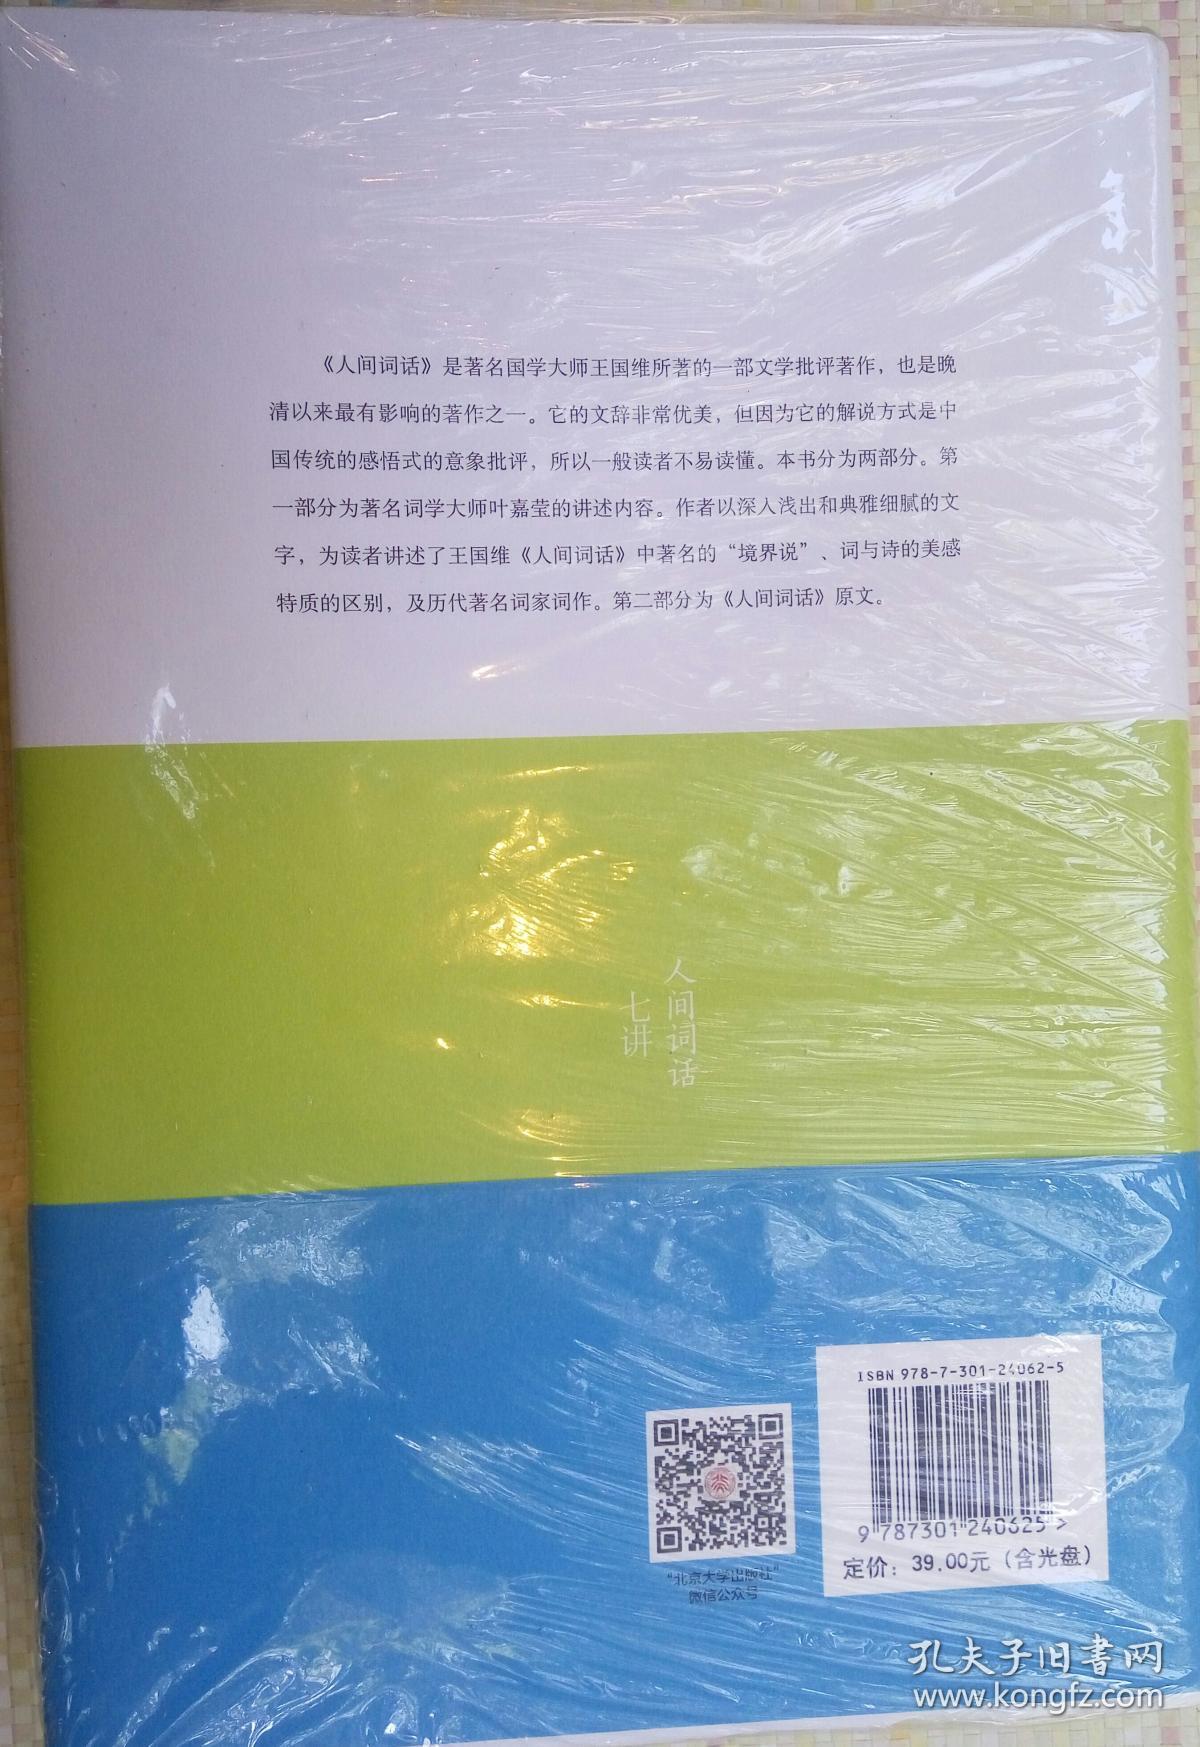 《人间词话》是著名国学大师王国维所著的一部文学批评著作，也是晚
清以来最有影响的著作之一。它的文辞非常优美，但因为它的解说方式是中
国传统的感悟式的意象批评，所以一般读者不易读懂。本书分为两部分。第
一部分为著名词学大师叶嘉莹的讲述内容。作者以深入浅出和典雅细腻的文
字，为读者讲述了王国维《人间词话》中著名的“境界说”、词与诗的美感
特质的区别，及历代著名词家词作。第二部分为《人间词话》原文。
人间词话
七讲
ISBN 978-7-301-24062-5
9 787301 240625 >
定价：39.00元（含光盘）
“北京大学出版社”
微信公众号
孔夫子旧书网
www.kongfz.com